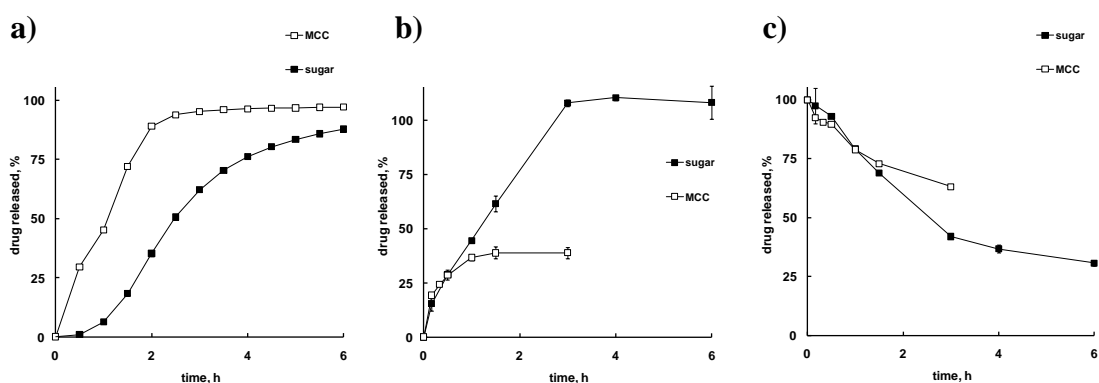 a)
MCC
sugar
100
75
50
25
0
drug released, %
0 2 4 6
time, h
b)
100
75
50
25
0
drug released, %
sugar
MCC
0 2 4 6
time, h
c)
sugar
MCC
100
75
50
25
0
drug released, %
0 2 4 6
time, h